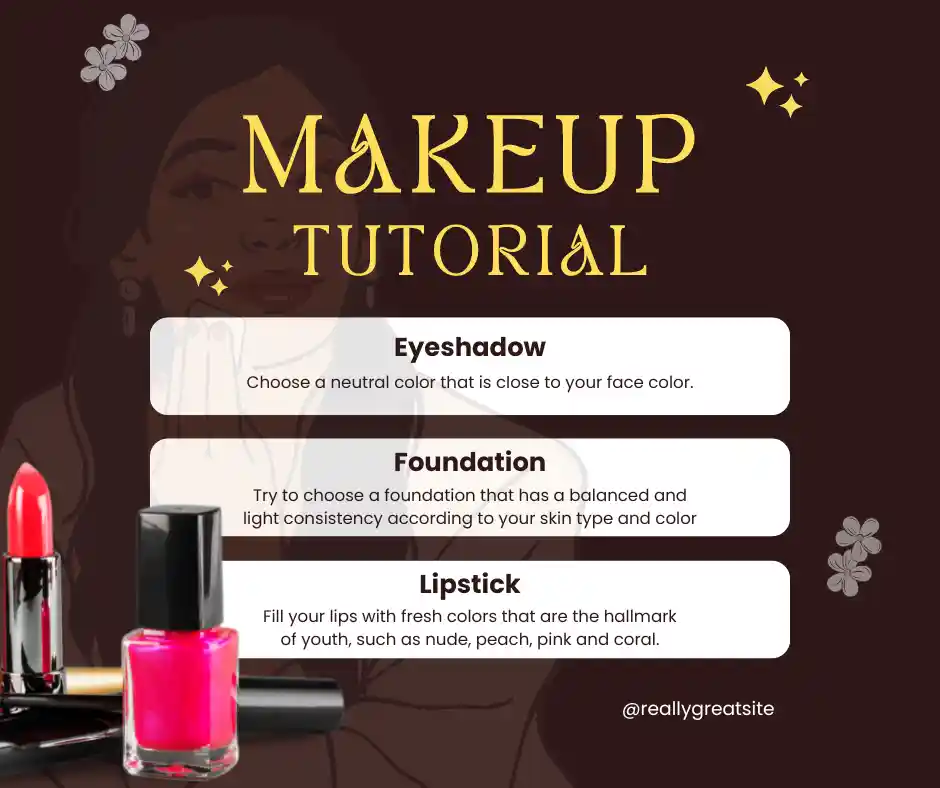 MAKEUP
TUTORIAL
Eyeshadow
Choose a neutral color that is close to your face color.
Foundation
Try to choose a foundation that has a balanced and
light consistency according to your skin type and color
Lipstick
Fill your lips with fresh colors that are the hallmark
of youth, such as nude, peach, pink and coral.
@reallygreatsite